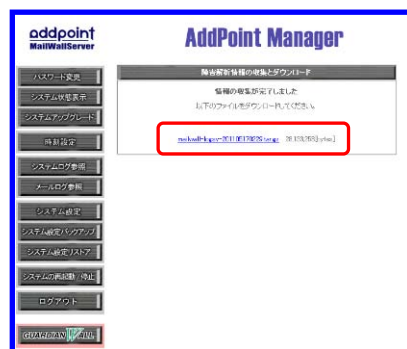 addpoint
MailWallServer
AddPoint Manager
パスワード変更
システム状態表示
システムアップグレード
時刻設定
システムログ参照
メールログ参照
システム設定
システム設定バックアップ
システム設定リストア
システムの再起動/停止
ログアウト
GUARDIAN WALL
障害解析情報の収集とダウンロード
情報の収集が完了しました
以下のファイルをダウンロードしてください。